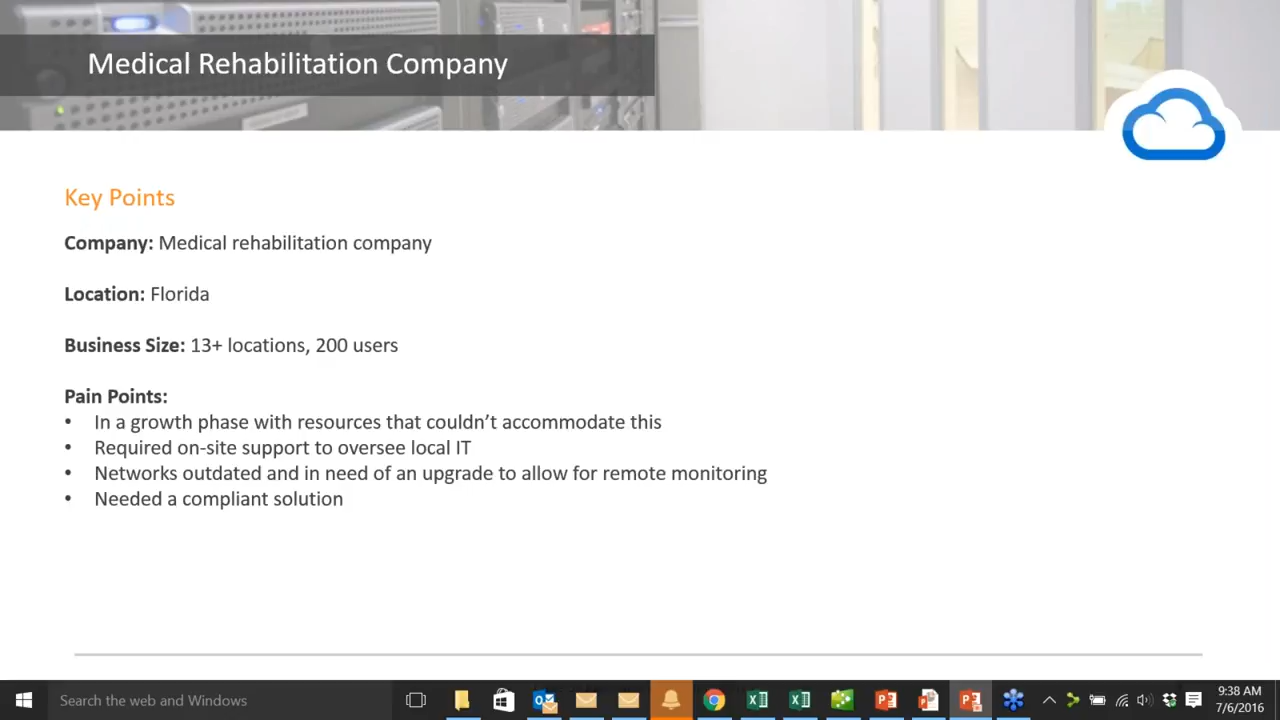 Medical Rehabilitation Company
Key Points
Company: Medical rehabilitation company
Location: Florida
Business Size: 13+ locations, 200 users
Pain Points:
• In a growth phase with resources that couldn’t accommodate this
• Required on-site support to oversee local IT
• Networks outdated and in need of an upgrade to allow for remote monitoring
• Needed a compliant solution
Search the web and Windows
9:38 AM
7/6/2016